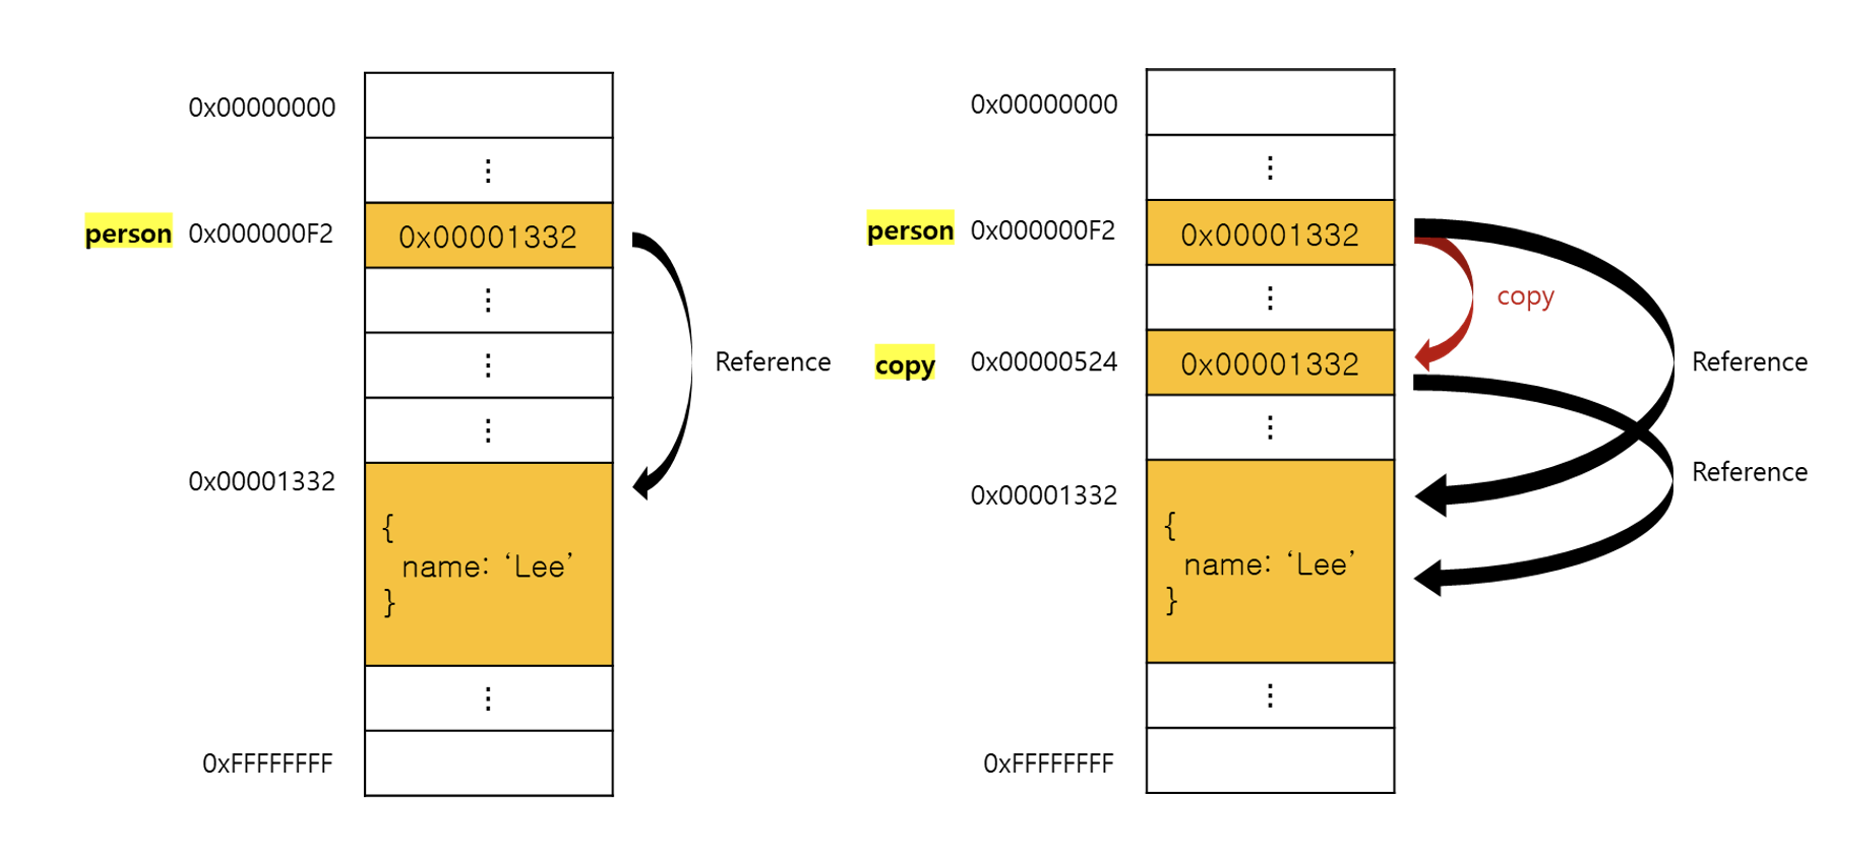 0x00000000
⋮
person 0x000000F2 0x00001332
⋮
⋮
Reference
⋮
0x00001332
{
name: ‘Lee’
}
⋮
0xFFFFFFFF
0x00000000
⋮
person 0x000000F2 0x00001332
⋮
copy
copy 0x00000524 0x00001332
Reference
⋮
Reference
0x00001332
{
name: ‘Lee’
}
⋮
0xFFFFFFFF